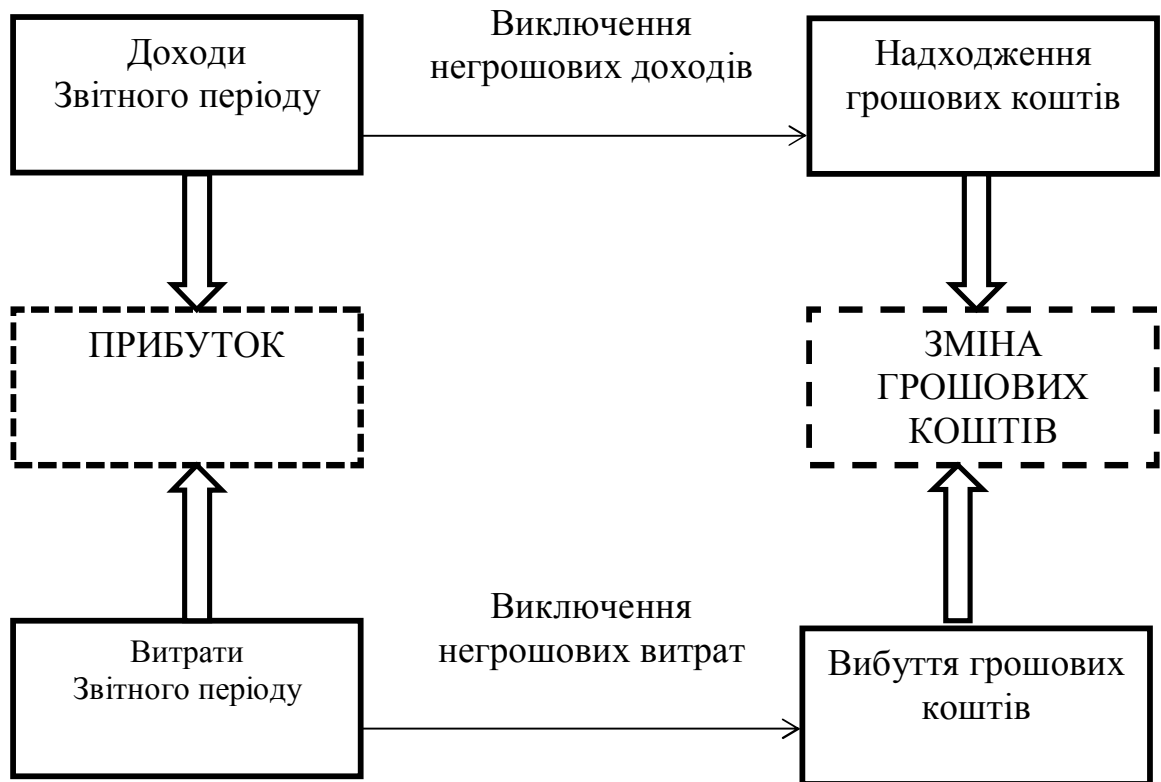 Доходи
Звітного періоду
Виключення
негрошових доходів
Надходження
грошових коштів
ПРИБУТОК
ЗМІНА
ГРОШОВИХ
КОШТІВ
Витрати
Звітного періоду
Виключення
негрошових витрат
Вибуття грошових
коштів